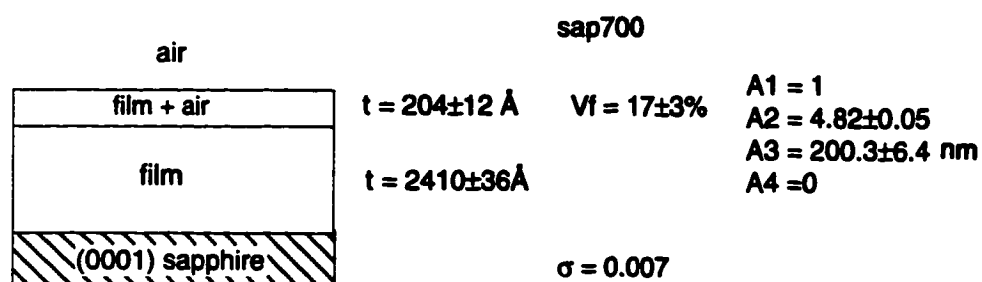 sap700
air
film + air
t = 204±12 Å
Vf = 17±3%
A1 = 1
A2 = 4.82±0.05
A3 = 200.3±6.4 nm
A4 =0
film
t = 2410±36Å
(0001) sapphire
σ = 0.007